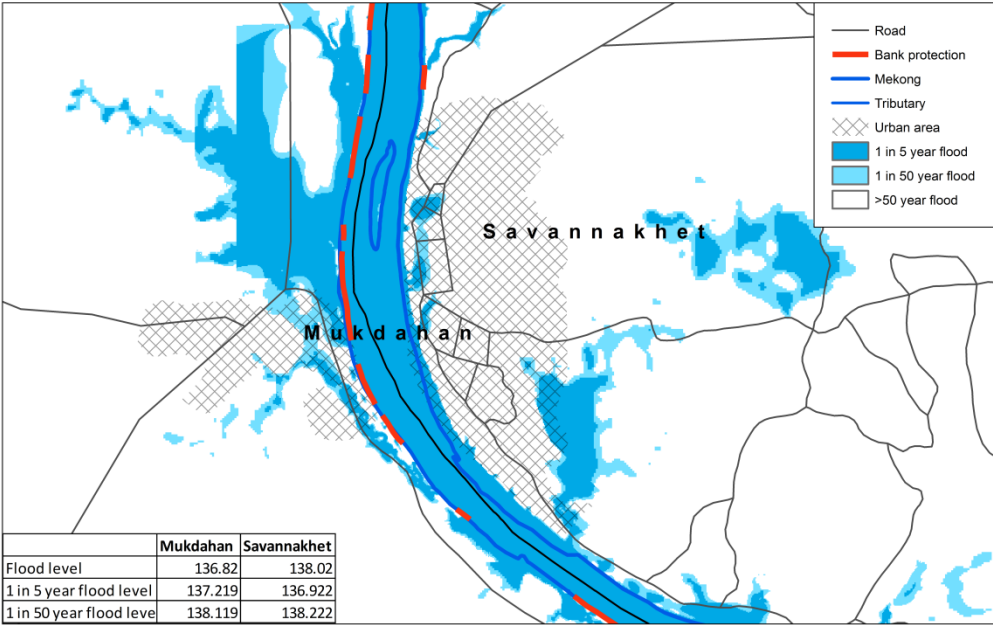 Road
Bank protection
Mekong
Tributary
Urban area
1 in 5 year flood
1 in 50 year flood
>50 year flood
Savannakhet
Mukdahan
Mukdahan Savannakhet
Flood level 136.82 138.02
1 in 5 year flood level 137.219 136.922
1 in 50 year flood leve 138.119 138.222